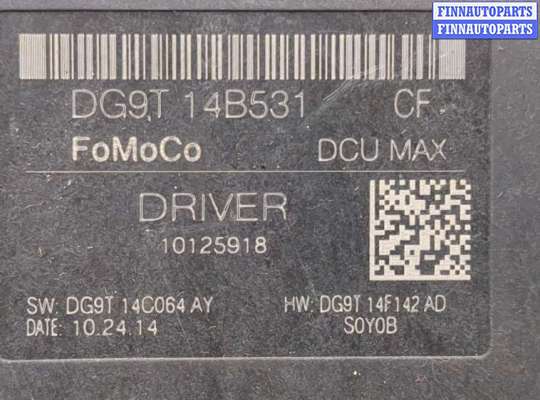 FINNAUTOPARTS
FINNAUTOPARTS
DG9T 14B531 CF
FoMoCo DCU MAX
DRIVER
10125918
SW: DG9T 14C064 AY HW: DG9T 14F142 AD
DATE: 10.24.14 S0Y0B